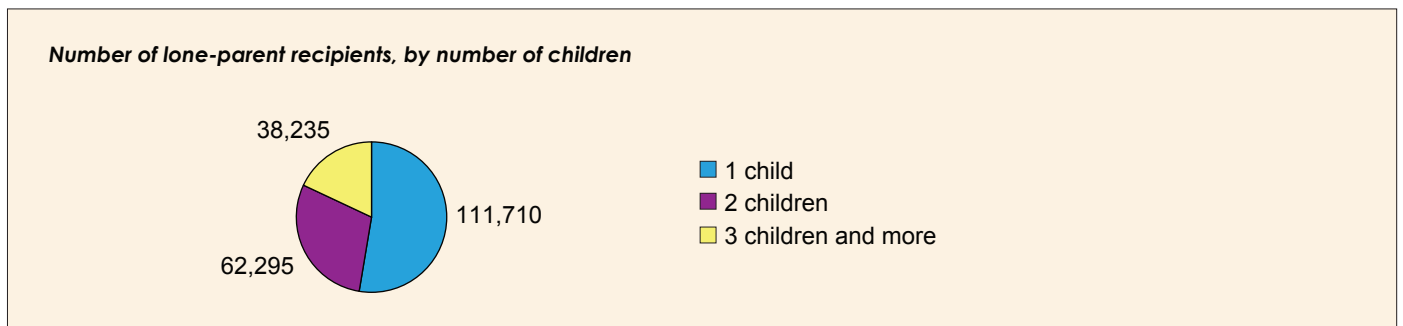 Number of lone-parent recipients, by number of children
38,235
111,710
62,295
1 child
2 children
3 children and more